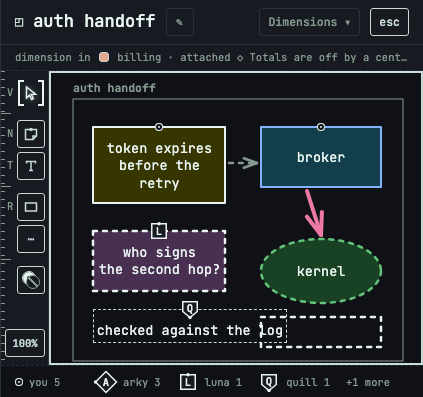 auth handoff
Dimensions ▾
esc
dimension in billing · attached ◇ Totals are off by a cent…
V
N
T
T
R
100%
auth handoff
token expires
before the
retry
broker
L
who signs
the second hop?
kernel
Q
checked against the log
you 5
A arky 3
L luna 1
Q quill 1
+1 more